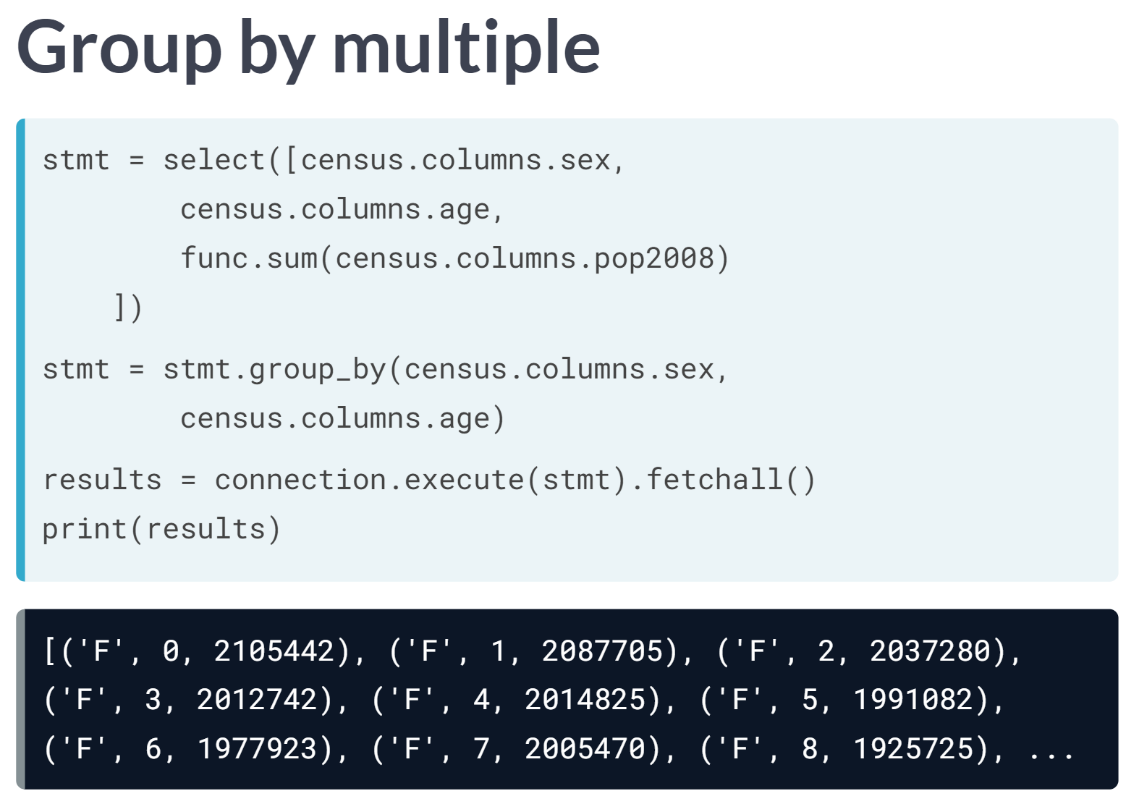 Group by multiple
stmt = select([census.columns.sex,
        census.columns.age,
        func.sum(census.columns.pop2008)
    ])
stmt = stmt.group_by(census.columns.sex,
        census.columns.age)
results = connection.execute(stmt).fetchall()
print(results)
[('F', 0, 2105442), ('F', 1, 2087705), ('F', 2, 2037280),
('F', 3, 2012742), ('F', 4, 2014825), ('F', 5, 1991082),
('F', 6, 1977923), ('F', 7, 2005470), ('F', 8, 1925725), ...